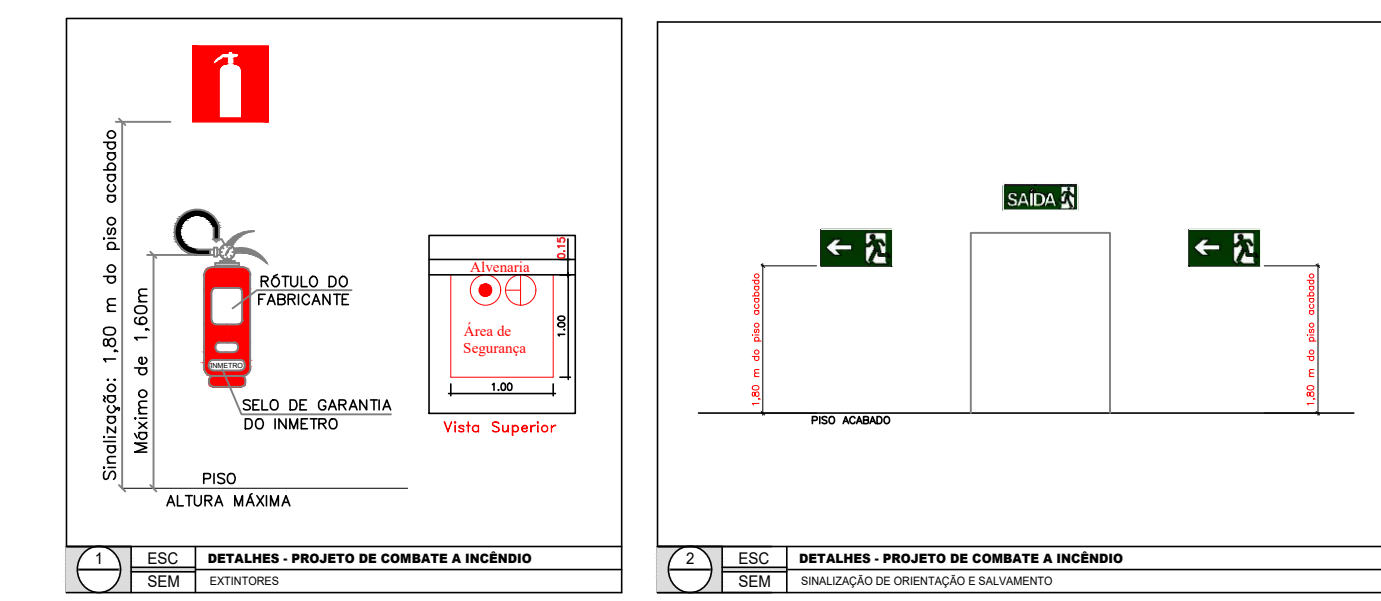 Sinalização: 1,80 m do piso acabado
Máximo de 1,60m
RÓTULO DO
FABRICANTE
INMETRO
SELO DE GARANTIA
DO INMETRO
PISO
ALTURA MÁXIMA
0.15
Alvenaria
Área de
Segurança
1.00
1.00
Vista Superior
1
ESC
SEM
DETALHES - PROJETO DE COMBATE A INCÊNDIO
EXTINTORES
SAÍDA
1,80 m do piso acabado
1,80 m do piso acabado
PISO ACABADO
2
ESC
SEM
DETALHES - PROJETO DE COMBATE A INCÊNDIO
SINALIZAÇÃO DE ORIENTAÇÃO E SALVAMENTO